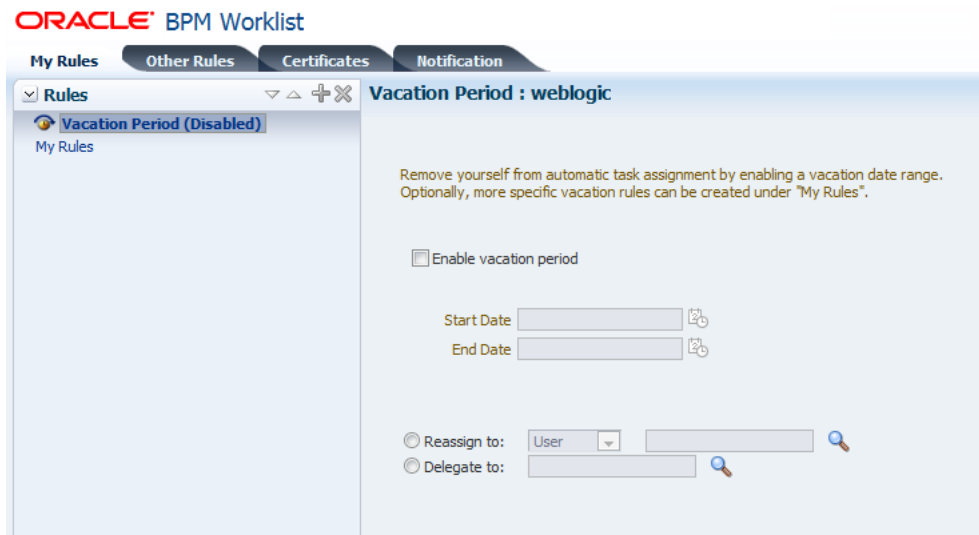 ORACLE BPM Worklist
My Rules Other Rules Certificates Notification
Rules
Vacation Period : weblogic
Vacation Period (Disabled)
My Rules
Remove yourself from automatic task assignment by enabling a vacation date range.
Optionally, more specific vacation rules can be created under "My Rules".
Enable vacation period
Start Date
End Date
Reassign to: User
Delegate to: